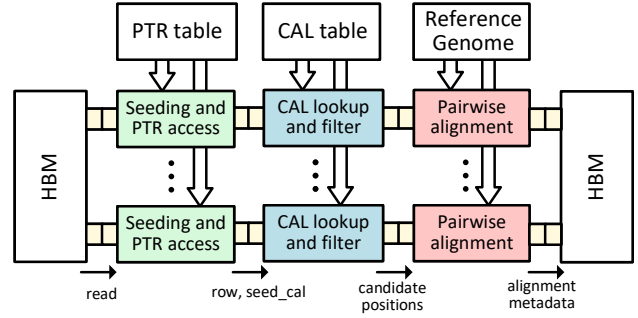 PTR table
CAL table
Reference
Genome
HBM
Seeding and
PTR access
CAL lookup
and filter
Pairwise
alignment
HBM
Seeding and
PTR access
CAL lookup
and filter
Pairwise
alignment
read
row, seed_cal
candidate
positions
alignment
metadata